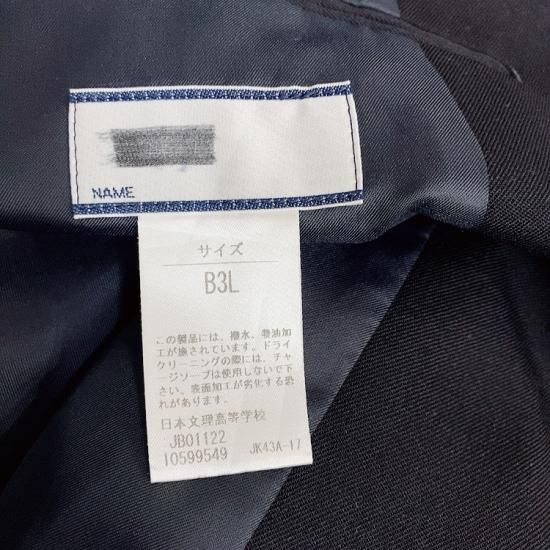 NAME
サイズ
B3L
この製品には、撥水、撥油加
工が施されています。ドライ
クリーニングの際には、チャ
ージソープは使用しないで下
さい。表面加工が劣化する恐
れがあります。
日本文理高等学校
JB01122
10599549 JK43A-17